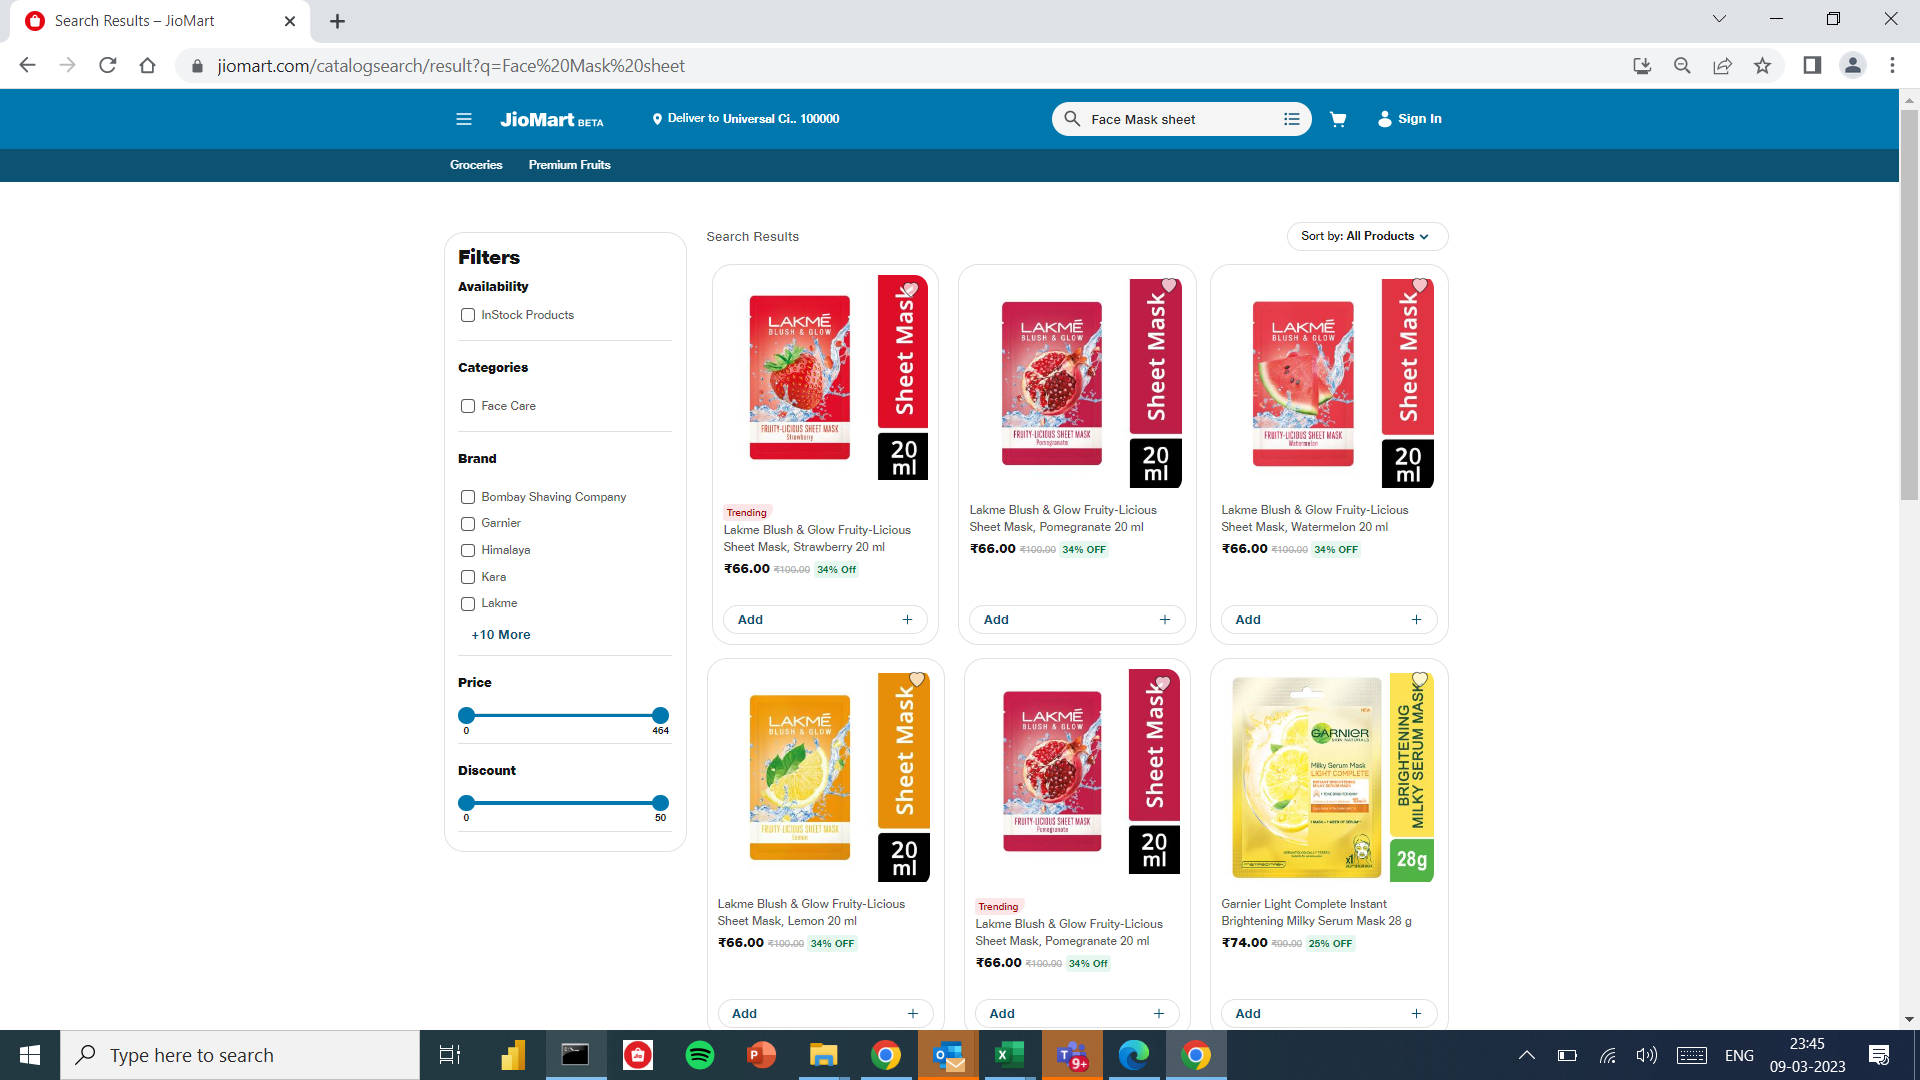 Search Results – JioMart
jiomart.com/catalogsearch/result?q=Face%20Mask%20sheet
JioMart BETA
Deliver to Universal Ci.. 100000
Face Mask sheet
Sign In
Groceries
Premium Fruits
Filters
Availability
InStock Products
Categories
Face Care
Brand
Bombay Shaving Company
Garnier
Himalaya
Kara
Lakme
+10 More
Price
0
464
Discount
0
50
Search Results
Sort by: All Products
LAKMÉ
BLUSH & GLOW
FRUITY-LICIOUS SHEET MASK
Strawberry
Sheet Mask
20
ml
Trending
Lakme Blush & Glow Fruity-Licious
Sheet Mask, Strawberry 20 ml
₹66.00 ₹100.00 34% Off
Add
LAKMÉ
BLUSH & GLOW
FRUITY-LICIOUS SHEET MASK
Pomegranate
Sheet Mask
20
ml
Lakme Blush & Glow Fruity-Licious
Sheet Mask, Pomegranate 20 ml
₹66.00 ₹100.00 34% OFF
Add
LAKMÉ
BLUSH & GLOW
FRUITY-LICIOUS SHEET MASK
Watermelon
Sheet Mask
20
ml
Lakme Blush & Glow Fruity-Licious
Sheet Mask, Watermelon 20 ml
₹66.00 ₹100.00 34% OFF
Add
LAKMÉ
BLUSH & GLOW
FRUITY-LICIOUS SHEET MASK
Lemon
Sheet Mask
20
ml
Lakme Blush & Glow Fruity-Licious
Sheet Mask, Lemon 20 ml
₹66.00 ₹100.00 34% OFF
Add
LAKMÉ
BLUSH & GLOW
FRUITY-LICIOUS SHEET MASK
Pomegranate
Sheet Mask
20
ml
Trending
Lakme Blush & Glow Fruity-Licious
Sheet Mask, Pomegranate 20 ml
₹66.00 ₹100.00 34% Off
Add
NEW
GARNIER
SKIN NATURALS
Milky Serum Mask
LIGHT COMPLETE
x1
BRIGHTENING
MILKY SERUM MASK
28g
Garnier Light Complete Instant
Brightening Milky Serum Mask 28 g
₹74.00 ₹99.00 25% OFF
Add
Type here to search
9+
ENG
23:45
09-03-2023